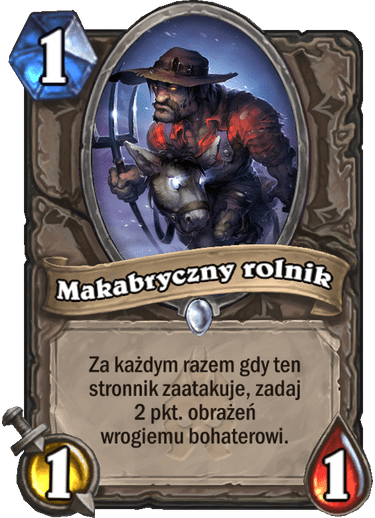 1
Makabryczny rolnik
Za każdym razem gdy ten
stronnik zaatakuje, zadaj
2 pkt. obrażeń
wrogiemu bohaterowi.
1
1